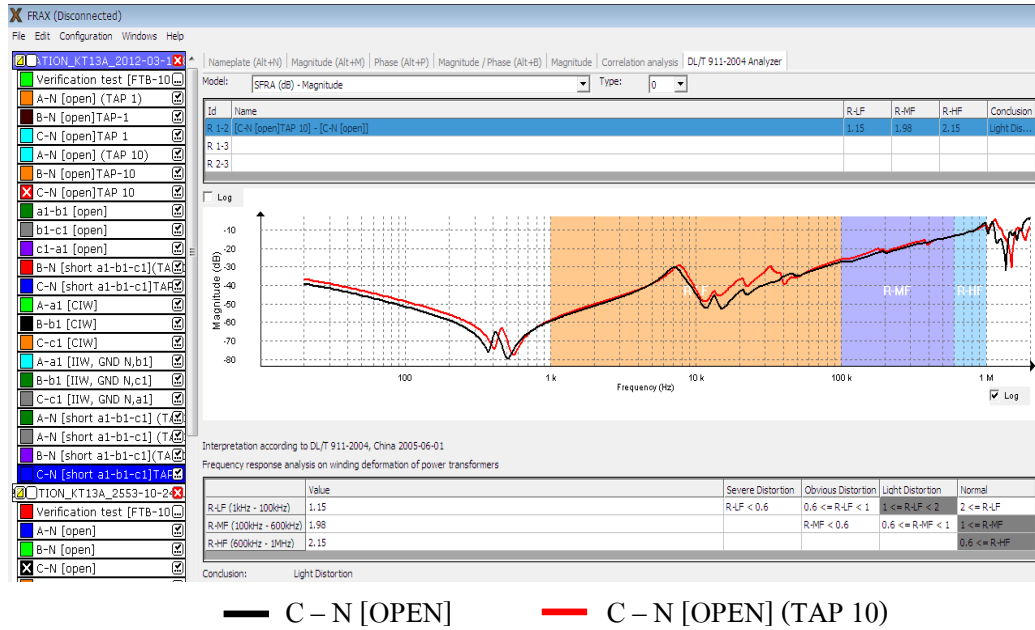 FRAX (Disconnected)
File Edit Configuration Windows Help
ATION_KT13A_2012-03-1
Verification test [FTB-10
A-N [open] (TAP 1)
B-N [open]TAP-1
C-N [open]TAP 1
A-N [open] (TAP 10)
B-N [open]TAP-10
C-N [open]TAP 10
a1-b1 [open]
b1-c1 [open]
c1-a1 [open]
B-N [short a1-b1-c1](TA
C-N [short a1-b1-c1]TAP
A-a1 [CIW]
B-b1 [CIW]
C-c1 [CIW]
A-a1 [IIW, GND N,b1]
B-b1 [IIW, GND N,c1]
C-c1 [IIW, GND N,a1]
A-N [short a1-b1-c1] (TA
A-N [short a1-b1-c1] (TA
B-N [short a1-b1-c1](TA
C-N [short a1-b1-c1]TAP
TION_KT13A_2553-10-24
Verification test [FTB-10
A-N [open]
B-N [open]
C-N [open]
Nameplate (Alt+N) Magnitude (Alt+M) Phase (Alt+P) Magnitude / Phase (Alt+B) Magnitude Correlation analysis DL/T 911-2004 Analyzer
Model: SFRA (dB) - Magnitude Type: 0
Id Name R-LF R-MF R-HF Conclusion
R 1-2 [C-N [open]TAP 10] - [C-N [open]] 1.15 1.98 2.15 Light Dis...
R 1-3
R 2-3
Log
Magnitude (dB)
-10
-20
-30
-40
-50
-60
-70
-80
R-MF
R-HF
100 1 k 10 k 100 k 1 M
Frequency (Hz)
Log
Interpretation according to DL/T 911-2004, China 2005-06-01
Frequency response analysis on winding deformation of power transformers
Value Severe Distortion Obvious Distortion Light Distortion Normal
R-LF (1kHz - 100kHz) 1.15 R-LF < 0.6 0.6 <= R-LF < 1 1 <= R-LF < 2 2 <= R-LF
R-MF (100kHz - 600kHz) 1.98 R-MF < 0.6 0.6 <= R-MF < 1 1 <= R-MF
R-HF (600kHz - 1MHz) 2.15 0.6 <= R-HF
Conclusion: Light Distortion
C – N [OPEN] C – N [OPEN] (TAP 10)